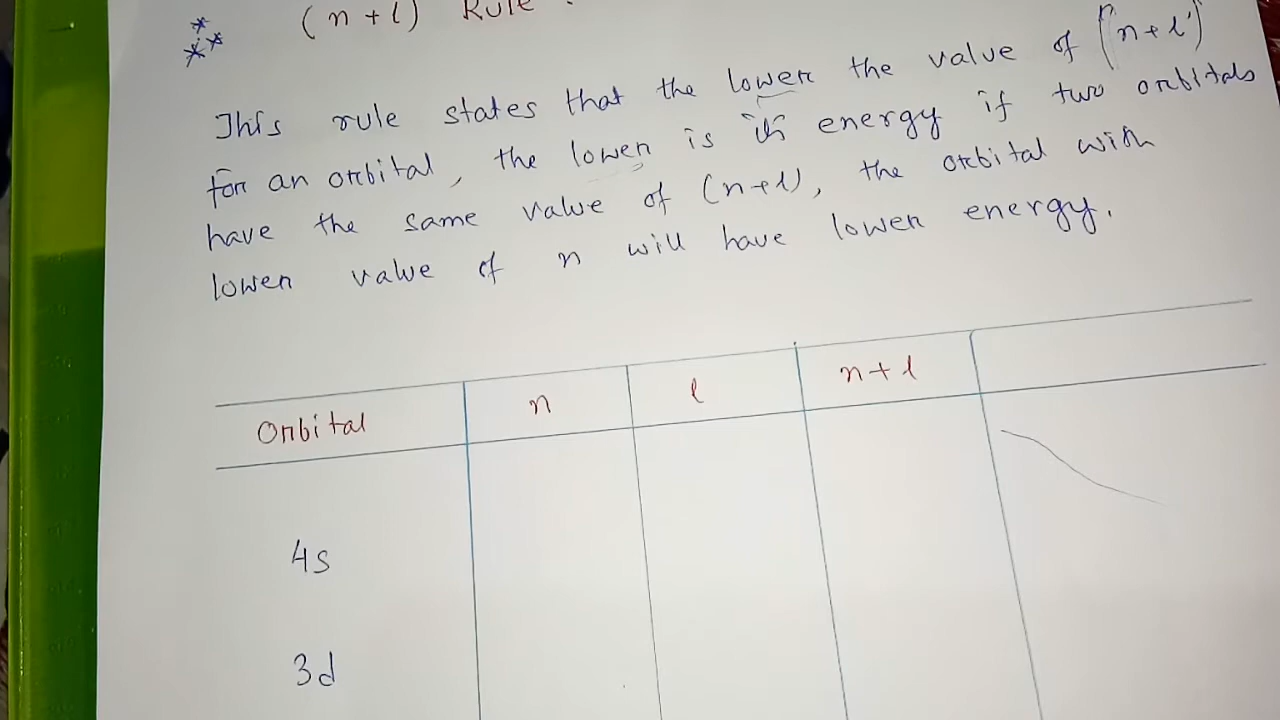 (n + l) Rule :
This rule states that the lower the value of (n + l)
for an orbital, the lower is its energy if two orbitals
have the same value of (n + l), the orbital with
lower value of n will have lower energy.
Orbital n l n + l
4s
3d